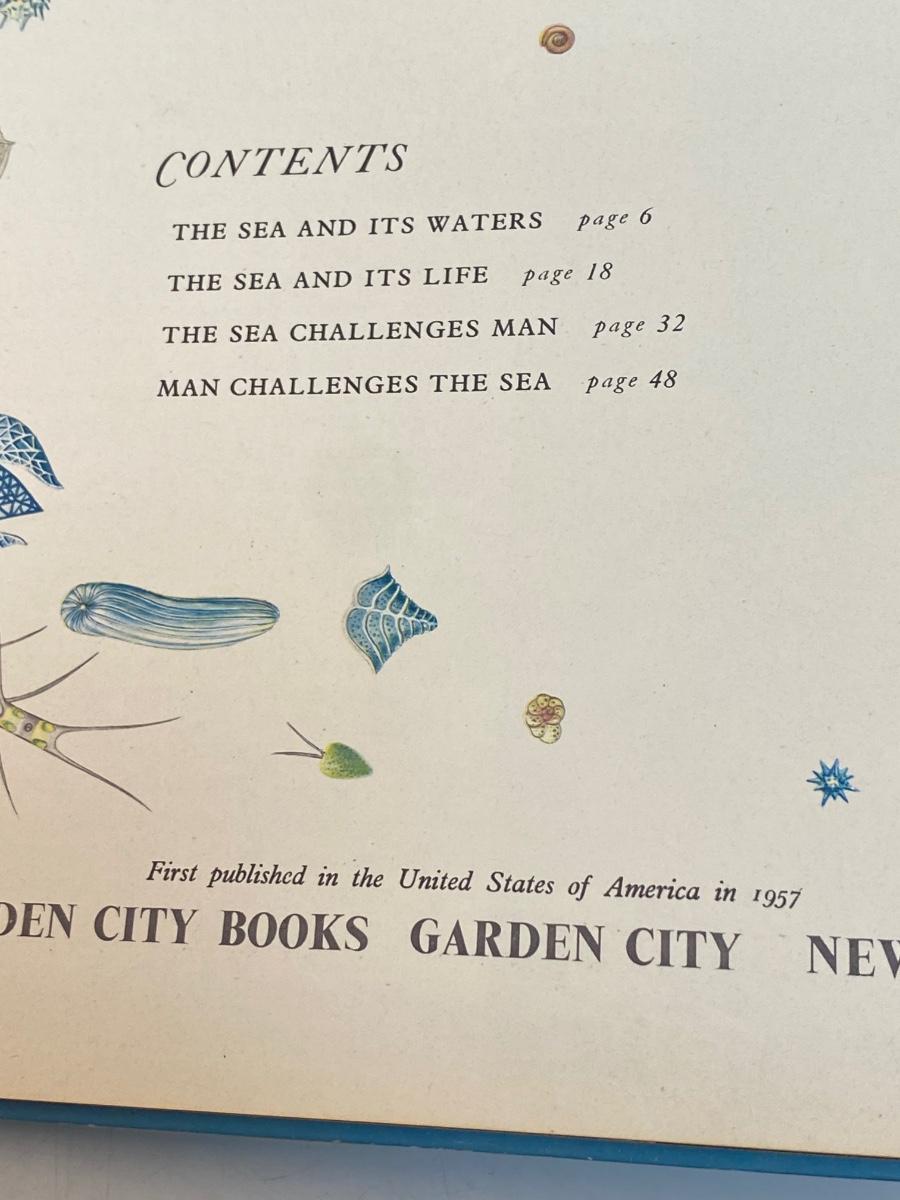 CONTENTS
THE SEA AND ITS WATERS page 6
THE SEA AND ITS LIFE page 18
THE SEA CHALLENGES MAN page 32
MAN CHALLENGES THE SEA page 48
First published in the United States of America in 1957
CITY BOOKS GARDEN CITY